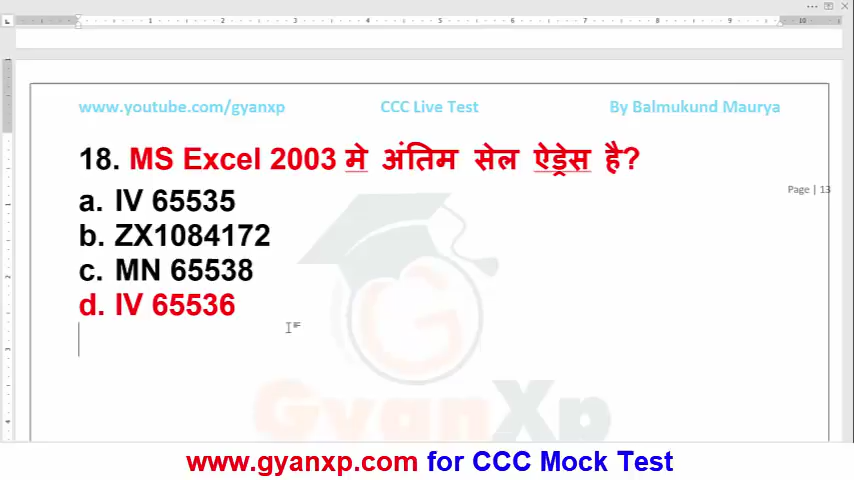 www.youtube.com/gyanxp CCC Live Test By Balmukund Maurya
18. MS Excel 2003 मे अंतिम सेल ऐड्रेस है?
Page | 13
a. IV 65535
b. ZX1084172
c. MN 65538
d. IV 65536
GyanXp
www.gyanxp.com for CCC Mock Test